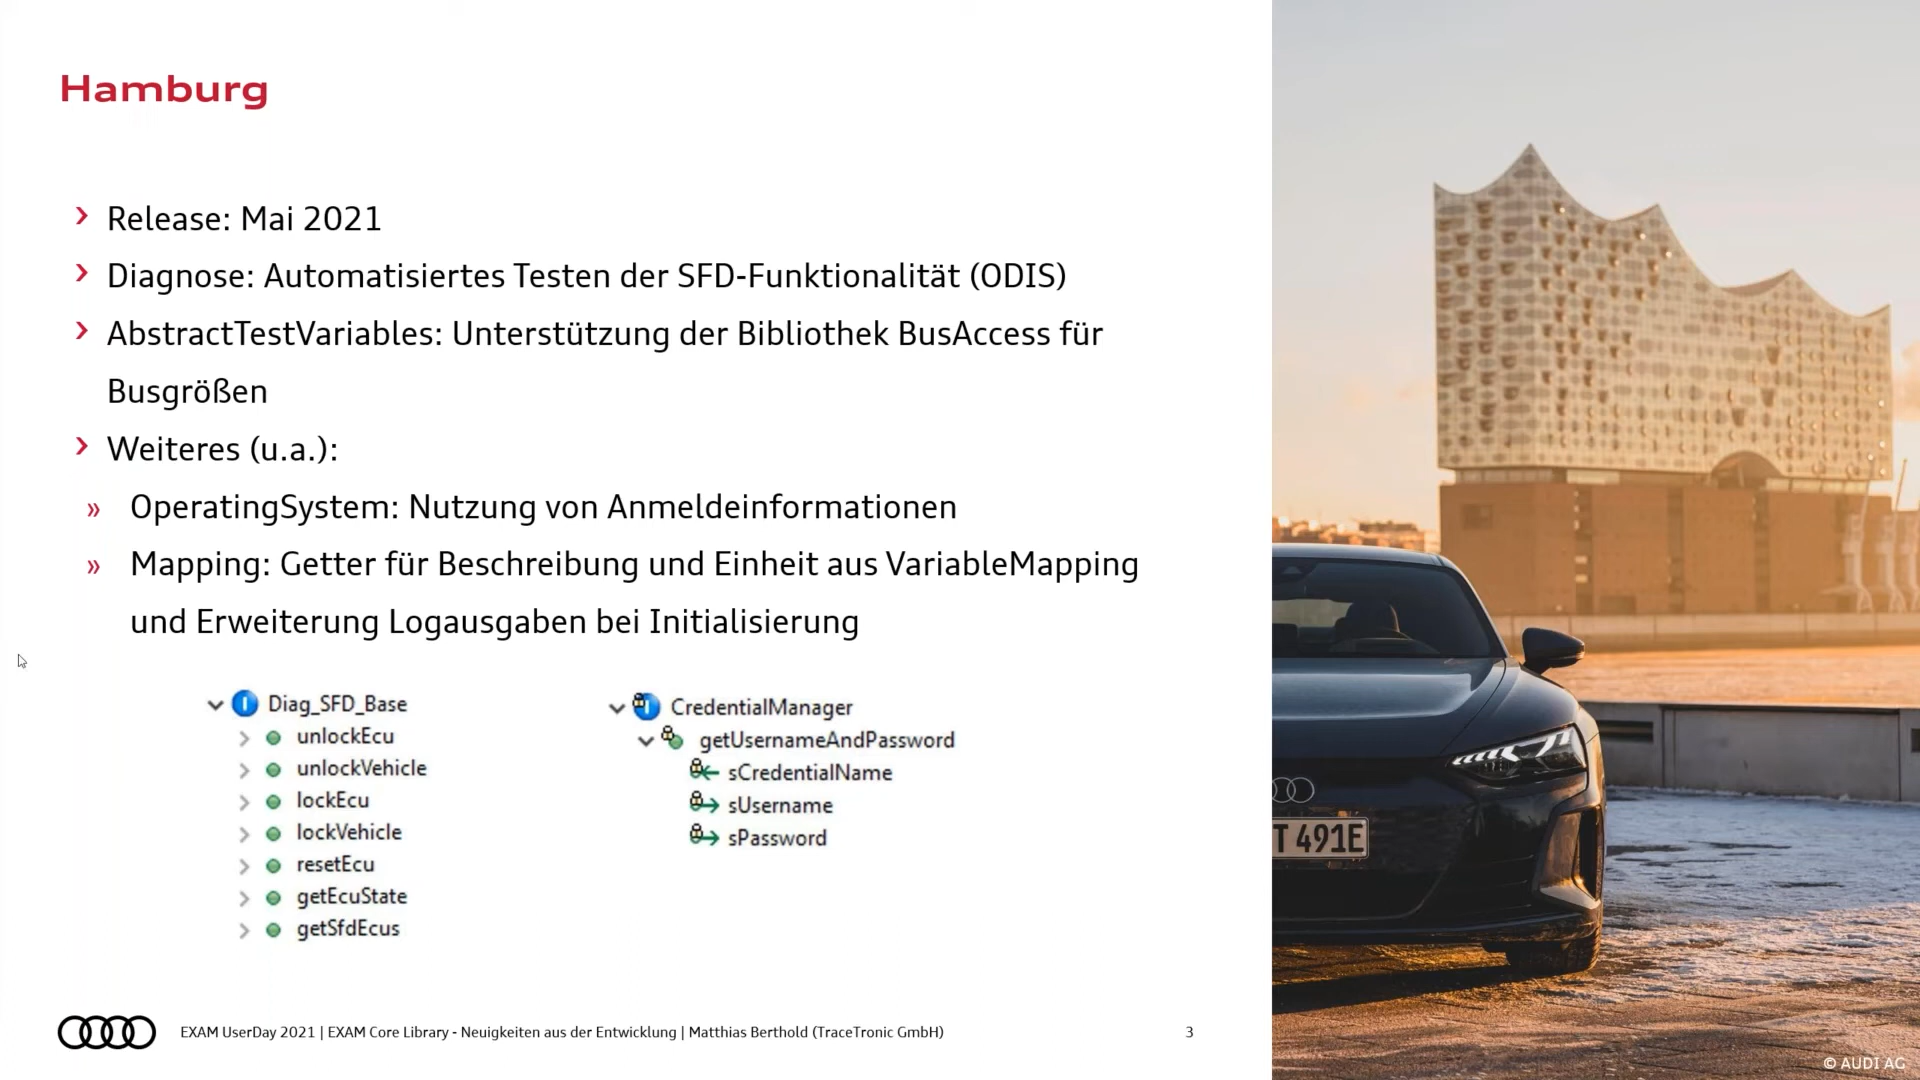 Hamburg
Release: Mai 2021
Diagnose: Automatisiertes Testen der SFD-Funktionalität (ODIS)
AbstractTestVariables: Unterstützung der Bibliothek BusAccess für
Busgrößen
Weiteres (u.a.):
OperatingSystem: Nutzung von Anmeldeinformationen
Mapping: Getter für Beschreibung und Einheit aus VariableMapping
und Erweiterung Logausgaben bei Initialisierung
Diag_SFD_Base
unlockEcu
unlockVehicle
lockEcu
lockVehicle
resetEcu
getEcuState
getSfdEcus
CredentialManager
getUsernameAndPassword
sCredentialName
sUsername
sPassword
T 491E
EXAM UserDay 2021 | EXAM Core Library - Neuigkeiten aus der Entwicklung | Matthias Berthold (TraceTronic GmbH)
3
© AUDI AG